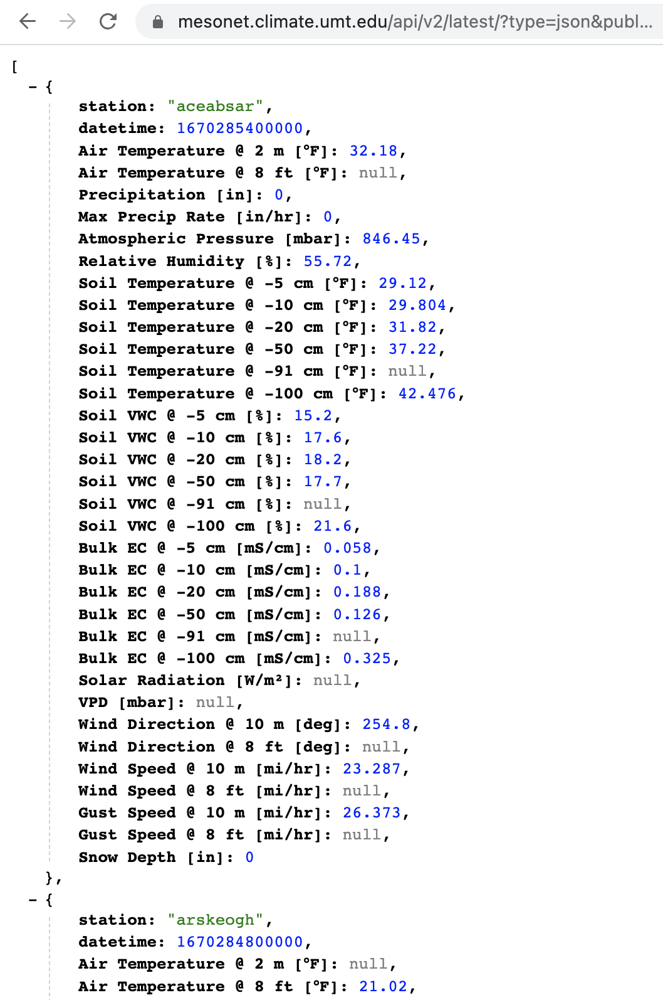 mesonet.climate.umt.edu/api/v2/latest/?type=json&publ...
[
- {
station: "aceabsar",
datetime: 1670285400000,
Air Temperature @ 2 m [°F]: 32.18,
Air Temperature @ 8 ft [°F]: null,
Precipitation [in]: 0,
Max Precip Rate [in/hr]: 0,
Atmospheric Pressure [mbar]: 846.45,
Relative Humidity [%]: 55.72,
Soil Temperature @ -5 cm [°F]: 29.12,
Soil Temperature @ -10 cm [°F]: 29.804,
Soil Temperature @ -20 cm [°F]: 31.82,
Soil Temperature @ -50 cm [°F]: 37.22,
Soil Temperature @ -91 cm [°F]: null,
Soil Temperature @ -100 cm [°F]: 42.476,
Soil VWC @ -5 cm [%]: 15.2,
Soil VWC @ -10 cm [%]: 17.6,
Soil VWC @ -20 cm [%]: 18.2,
Soil VWC @ -50 cm [%]: 17.7,
Soil VWC @ -91 cm [%]: null,
Soil VWC @ -100 cm [%]: 21.6,
Bulk EC @ -5 cm [mS/cm]: 0.058,
Bulk EC @ -10 cm [mS/cm]: 0.1,
Bulk EC @ -20 cm [mS/cm]: 0.188,
Bulk EC @ -50 cm [mS/cm]: 0.126,
Bulk EC @ -91 cm [mS/cm]: null,
Bulk EC @ -100 cm [mS/cm]: 0.325,
Solar Radiation [W/m²]: null,
VPD [mbar]: null,
Wind Direction @ 10 m [deg]: 254.8,
Wind Direction @ 8 ft [deg]: null,
Wind Speed @ 10 m [mi/hr]: 23.287,
Wind Speed @ 8 ft [mi/hr]: null,
Gust Speed @ 10 m [mi/hr]: 26.373,
Gust Speed @ 8 ft [mi/hr]: null,
Snow Depth [in]: 0
},
- {
station: "arskeogh",
datetime: 1670284800000,
Air Temperature @ 2 m [°F]: null,
Air Temperature @ 8 ft [°F]: 21.02,